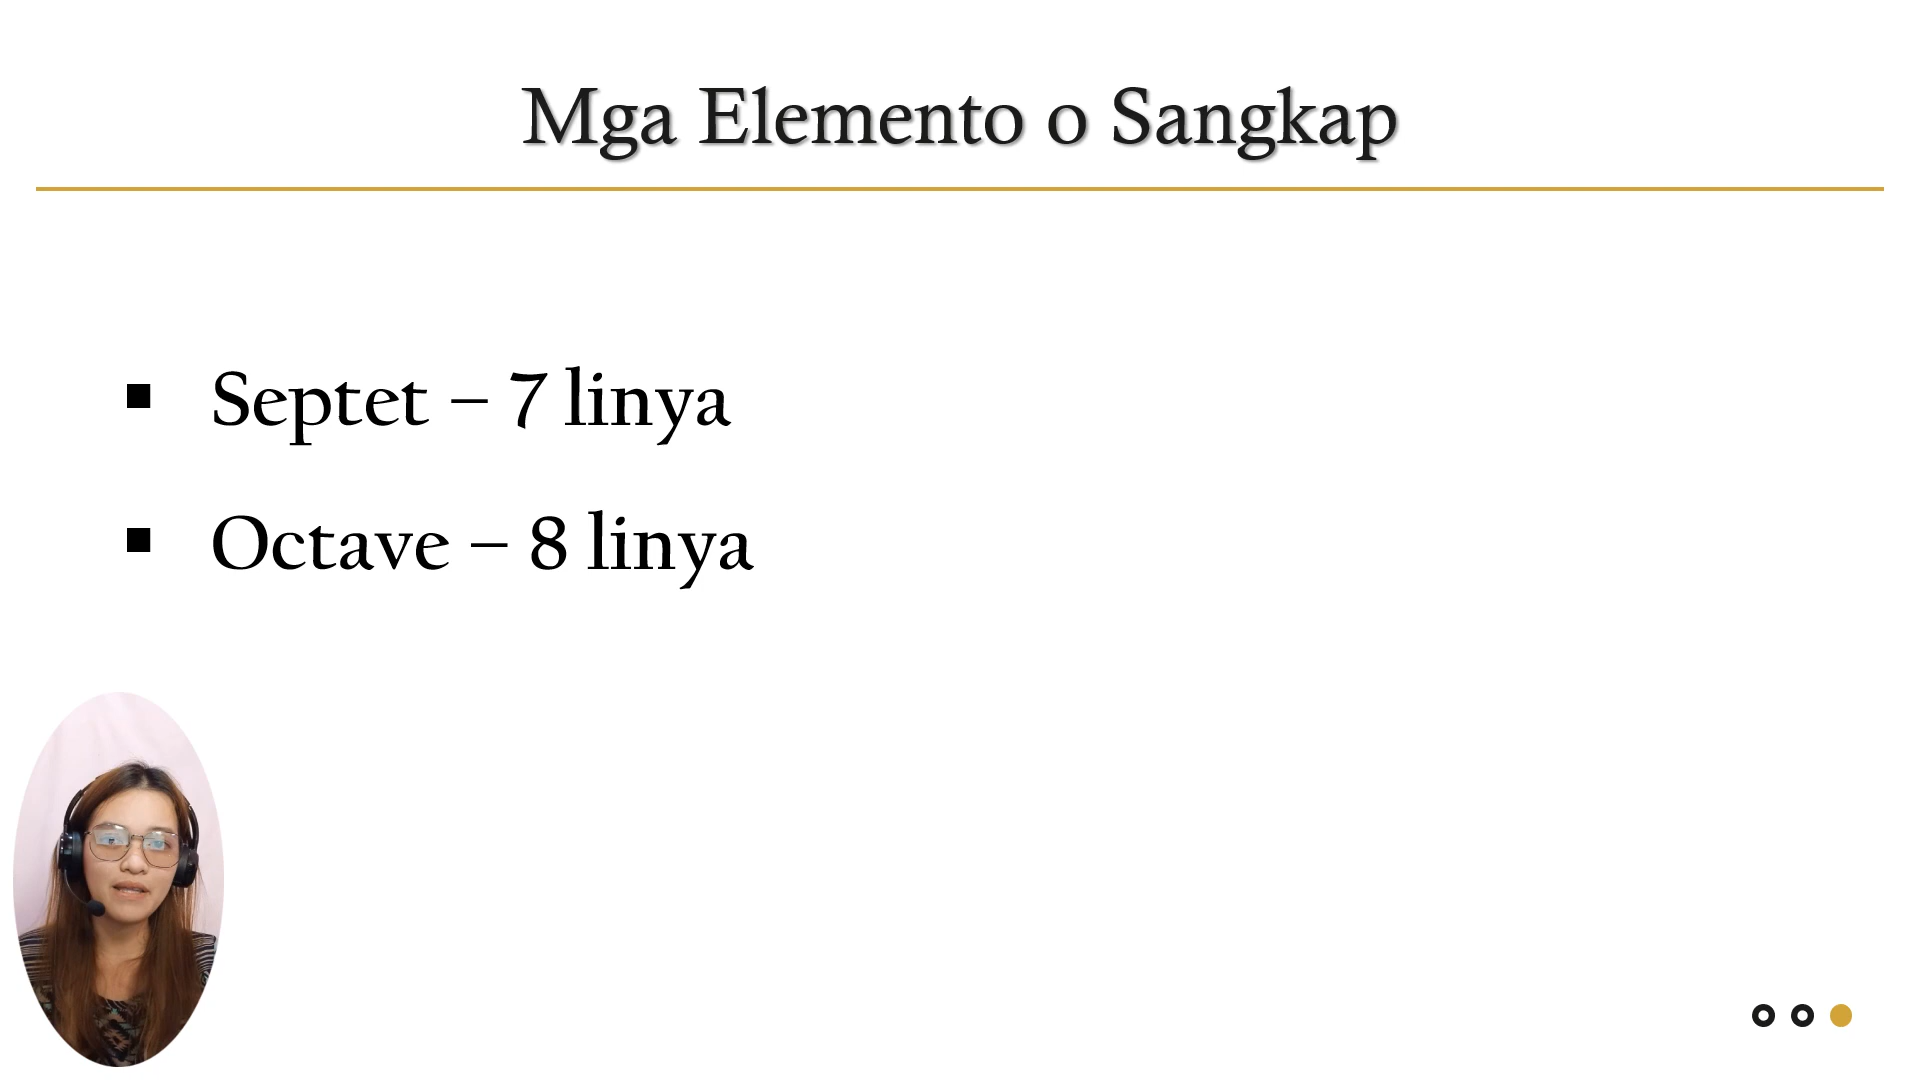 Mga Elemento o Sangkap
Septet – 7 linya
Octave – 8 linya